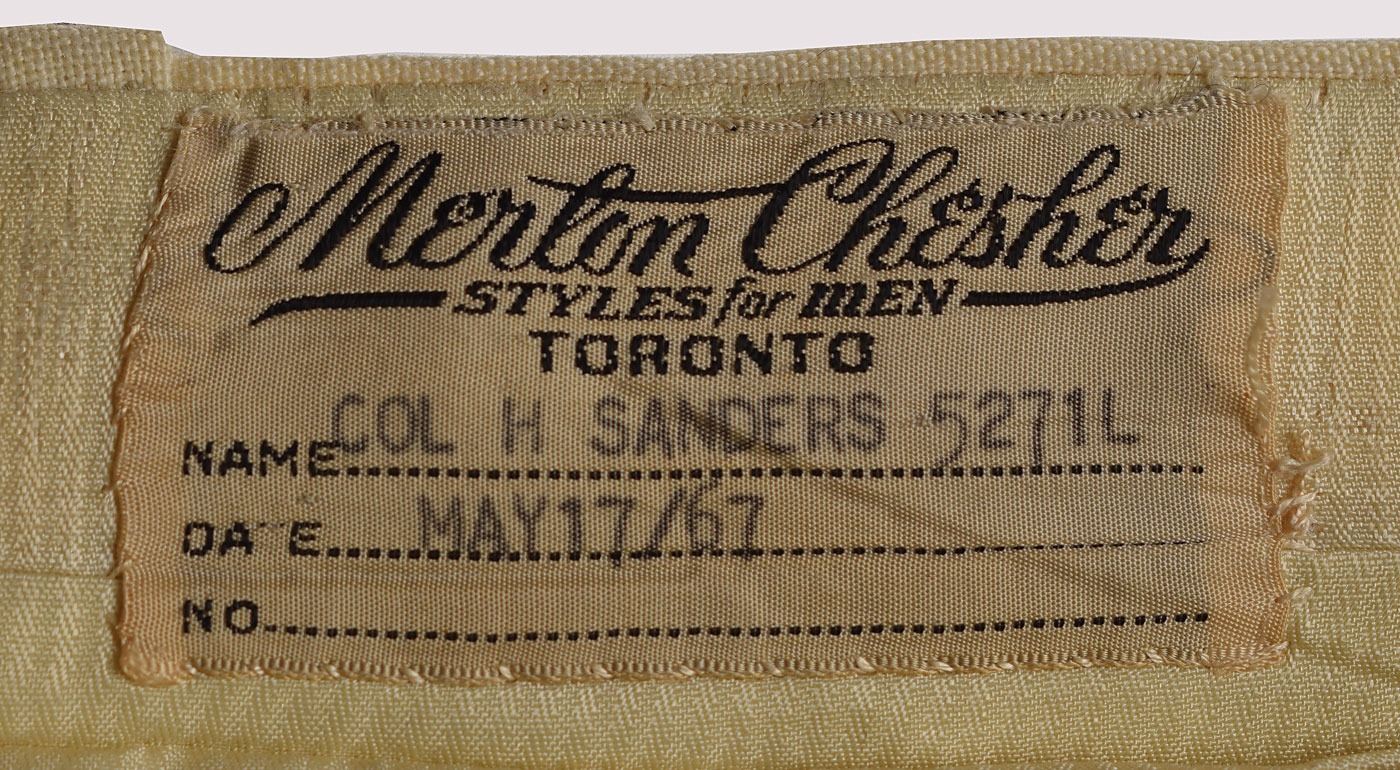 Merton Chesher
STYLES for MEN
TORONTO
NAME COL H SANDERS 5271L
DATE MAY17/67
NO.